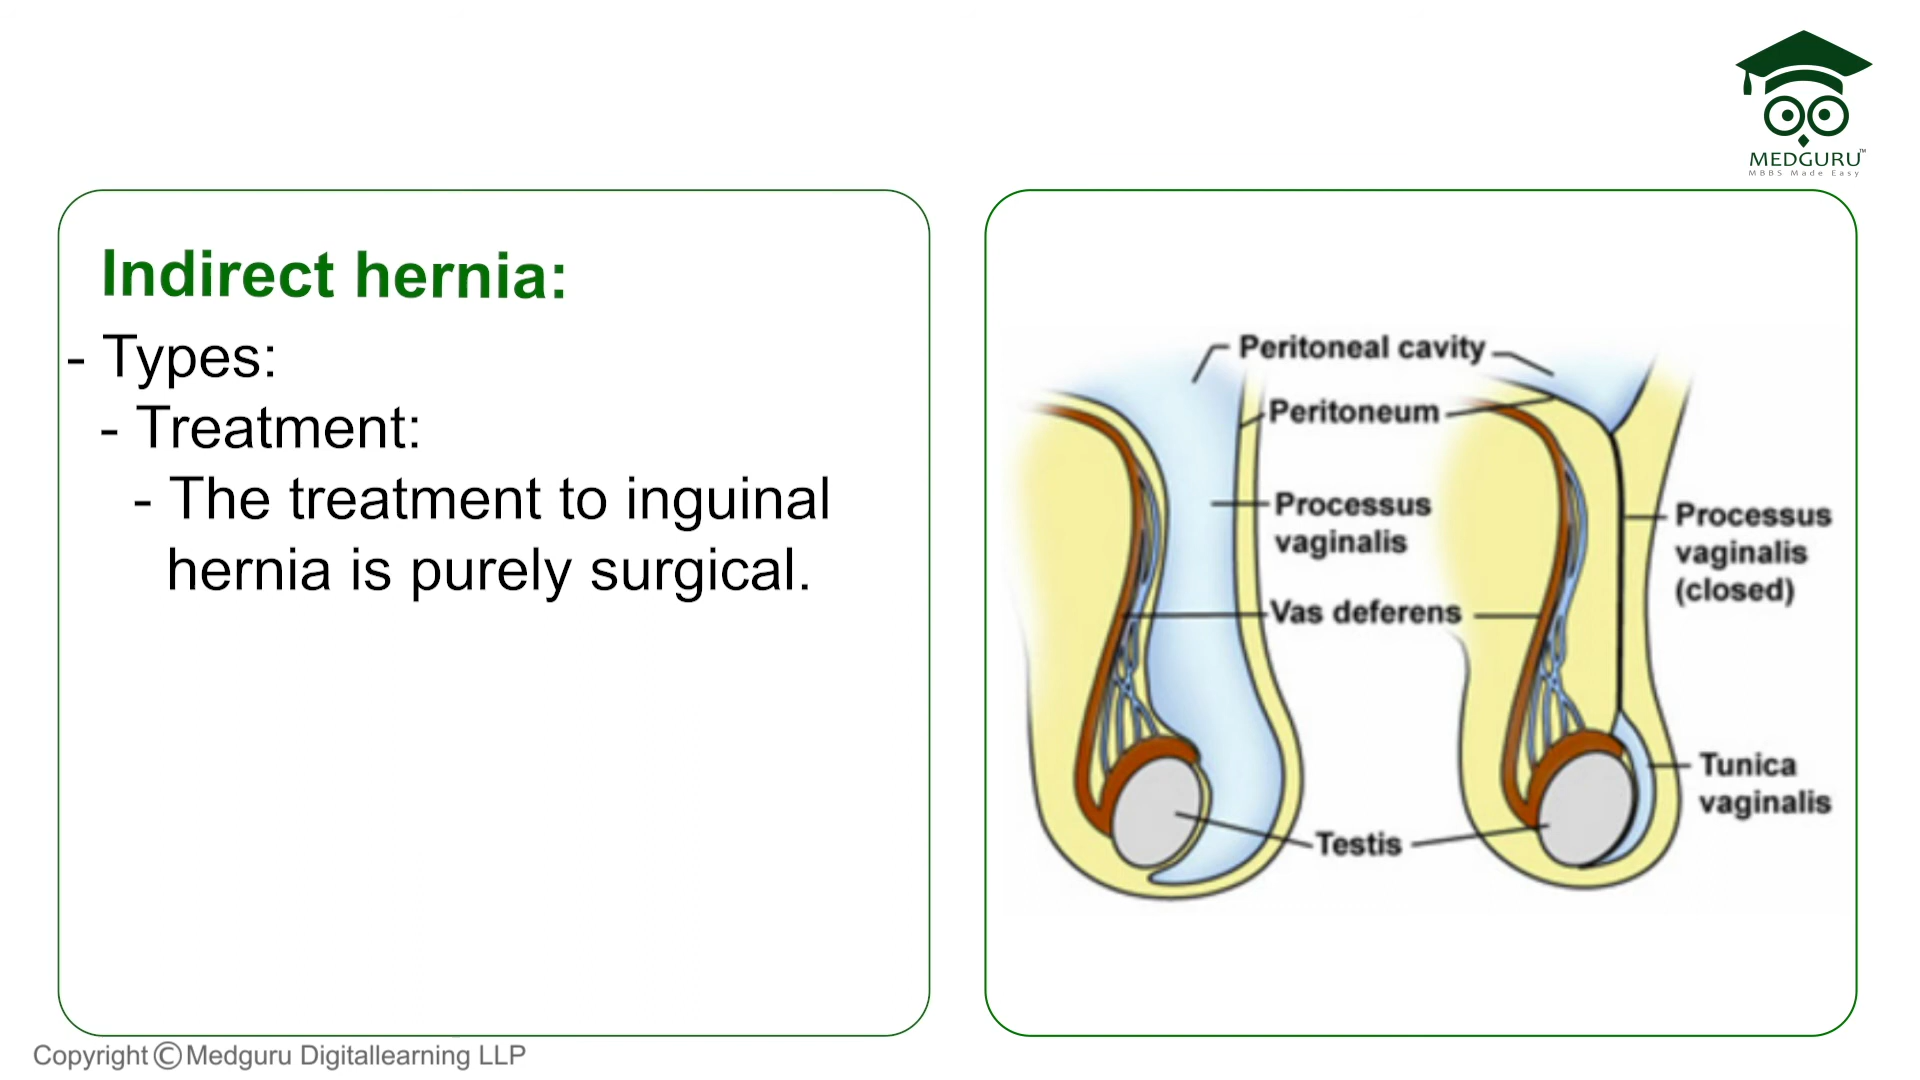 MEDGURU™
MBBS Made Easy
Indirect hernia:
- Types:
- Treatment:
- The treatment to inguinal
hernia is purely surgical.
Peritoneal cavity
Peritoneum
Processus
vaginalis
Vas deferens
Testis
Processus
vaginalis
(closed)
Tunica
vaginalis
Copyright © Medguru Digitallearning LLP